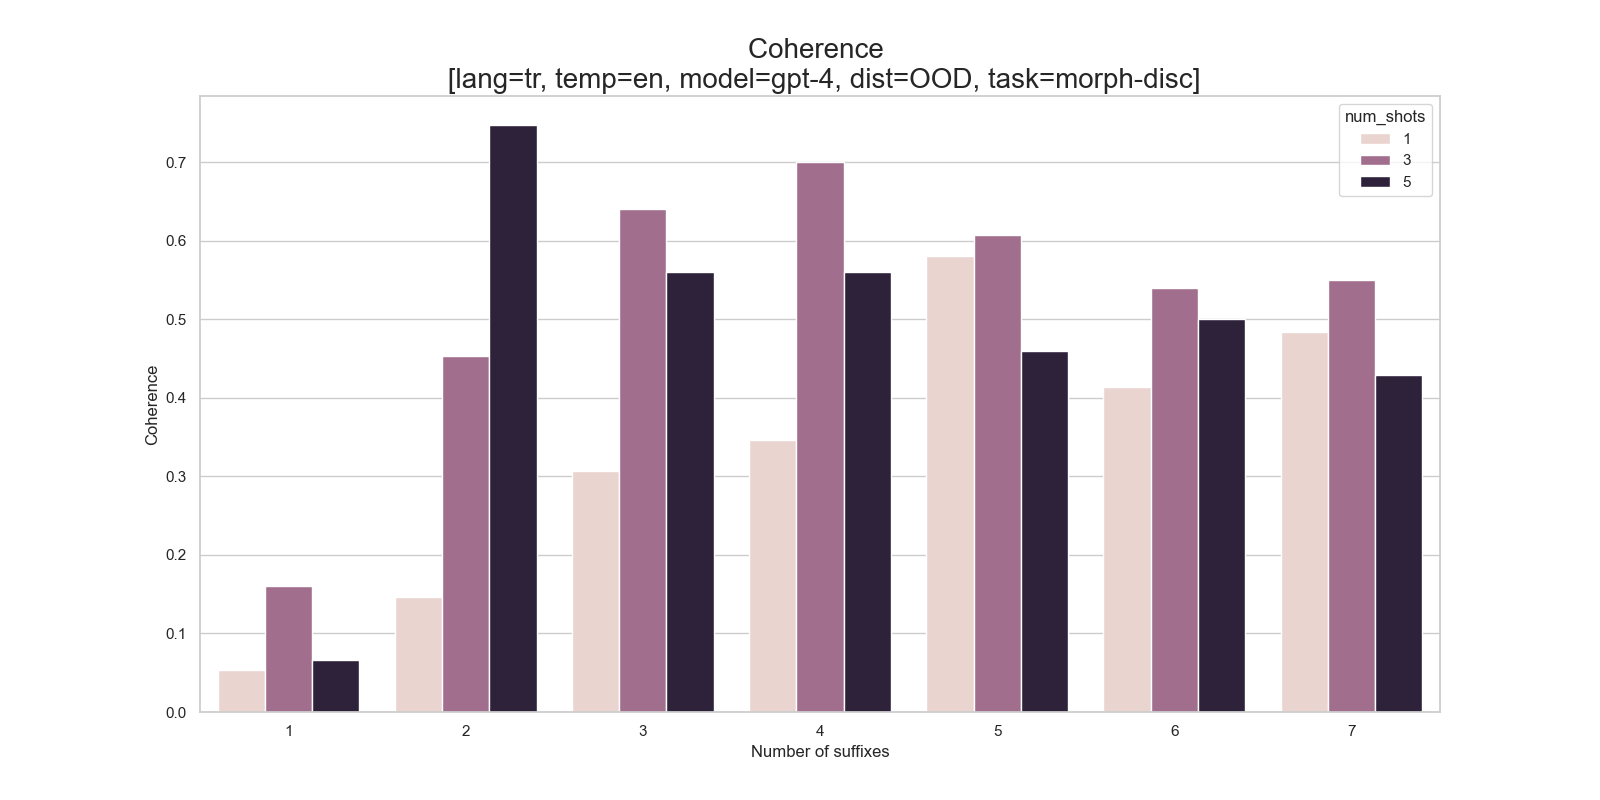 Coherence
[lang=tr, temp=en, model=gpt-4, dist=OOD, task=morph-disc]
num_shots
1
3
5
Coherence
0.7
0.6
0.5
0.4
0.3
0.2
0.1
0.0
1 2 3 4 5 6 7
Number of suffixes